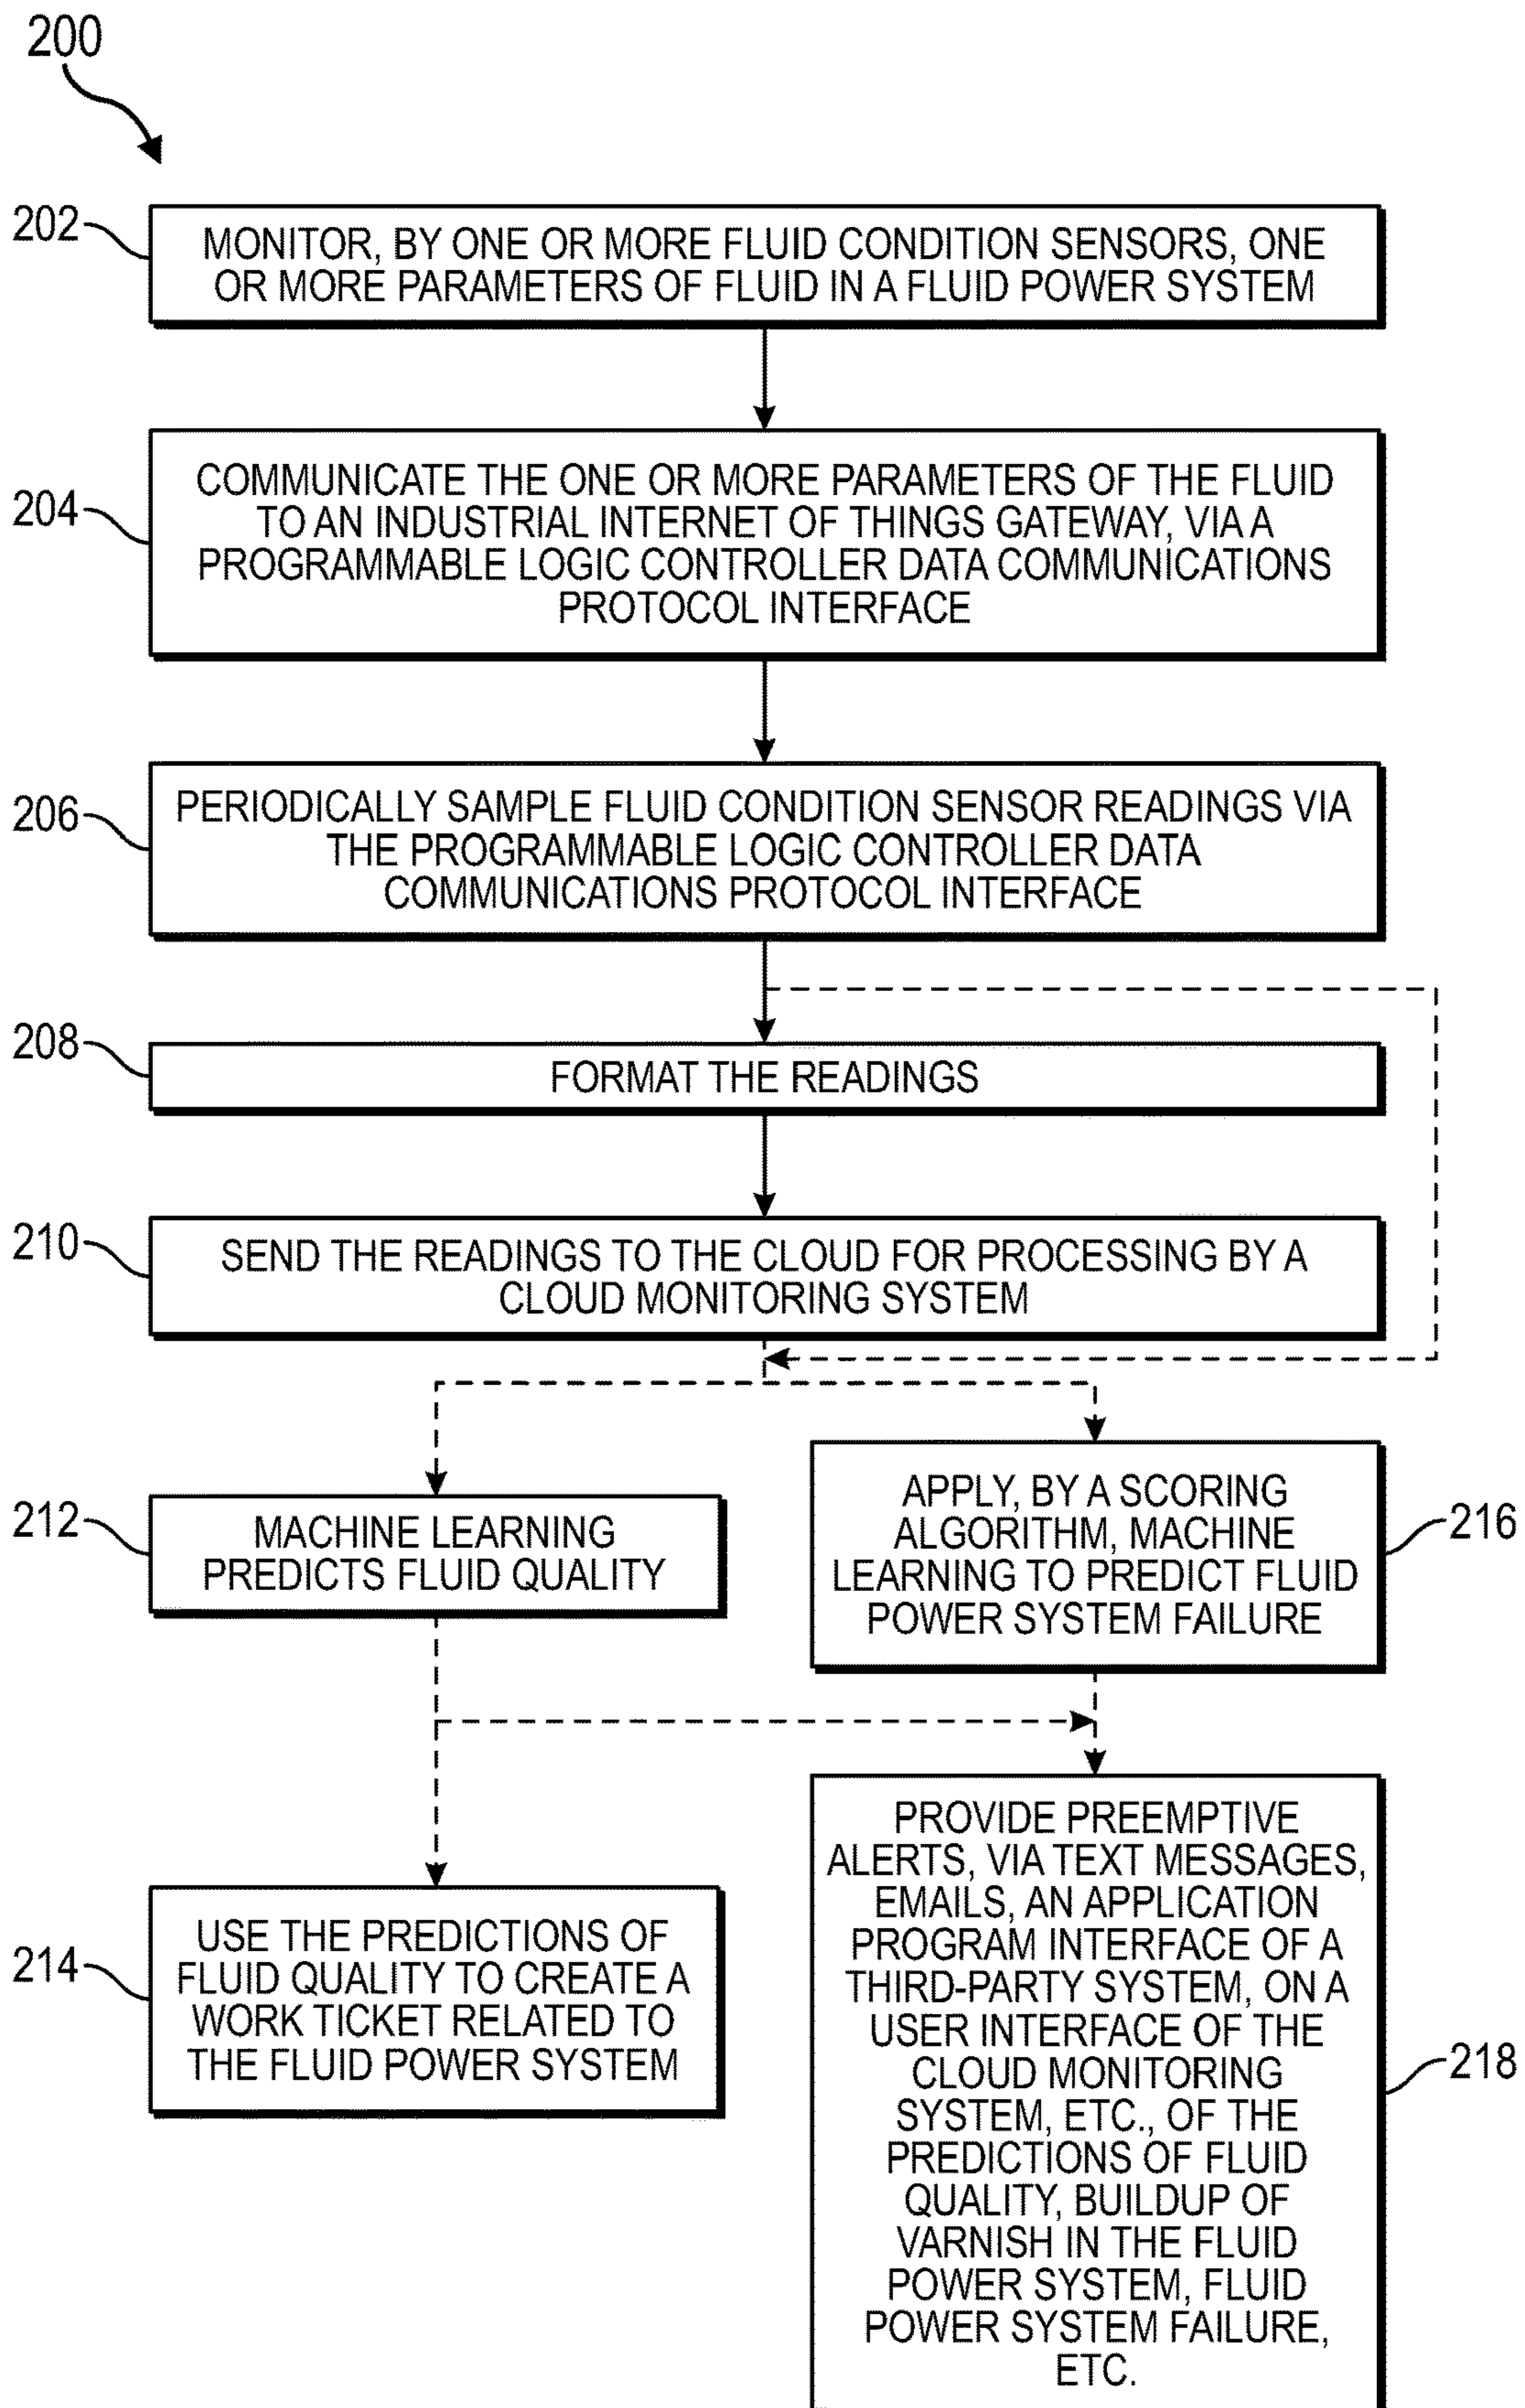 200
202
MONITOR, BY ONE OR MORE FLUID CONDITION SENSORS, ONE
OR MORE PARAMETERS OF FLUID IN A FLUID POWER SYSTEM
204
COMMUNICATE THE ONE OR MORE PARAMETERS OF THE FLUID
TO AN INDUSTRIAL INTERNET OF THINGS GATEWAY, VIA A
PROGRAMMABLE LOGIC CONTROLLER DATA COMMUNICATIONS
PROTOCOL INTERFACE
206
PERIODICALLY SAMPLE FLUID CONDITION SENSOR READINGS VIA
THE PROGRAMMABLE LOGIC CONTROLLER DATA
COMMUNICATIONS PROTOCOL INTERFACE
208
FORMAT THE READINGS
210
SEND THE READINGS TO THE CLOUD FOR PROCESSING BY A
CLOUD MONITORING SYSTEM
212
MACHINE LEARNING
PREDICTS FLUID QUALITY
216
APPLY, BY A SCORING
ALGORITHM, MACHINE
LEARNING TO PREDICT FLUID
POWER SYSTEM FAILURE
214
USE THE PREDICTIONS OF
FLUID QUALITY TO CREATE A
WORK TICKET RELATED TO
THE FLUID POWER SYSTEM
218
PROVIDE PREEMPTIVE
ALERTS, VIA TEXT MESSAGES,
EMAILS, AN APPLICATION
PROGRAM INTERFACE OF A
THIRD-PARTY SYSTEM, ON A
USER INTERFACE OF THE
CLOUD MONITORING
SYSTEM, ETC., OF THE
PREDICTIONS OF FLUID
QUALITY, BUILDUP OF
VARNISH IN THE FLUID
POWER SYSTEM, FLUID
POWER SYSTEM FAILURE,
ETC.